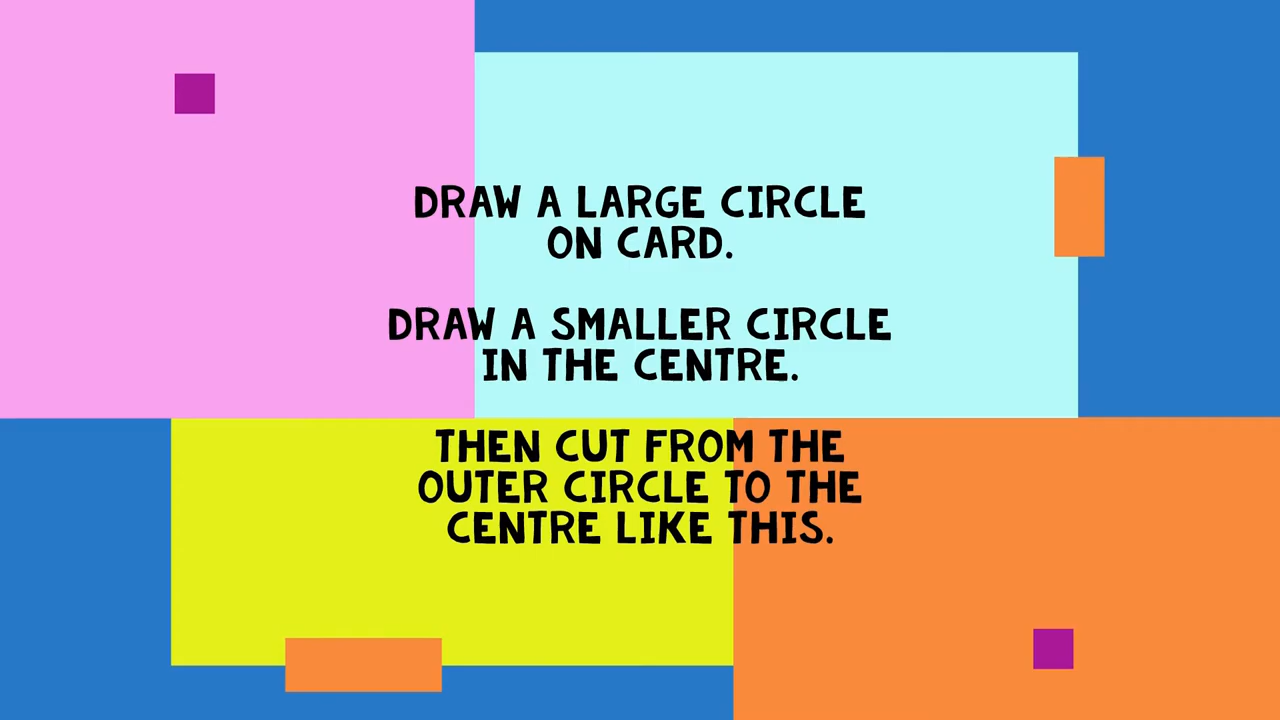 DRAW A LARGE CIRCLE
ON CARD.
DRAW A SMALLER CIRCLE
IN THE CENTRE.
THEN CUT FROM THE
OUTER CIRCLE TO THE
CENTRE LIKE THIS.